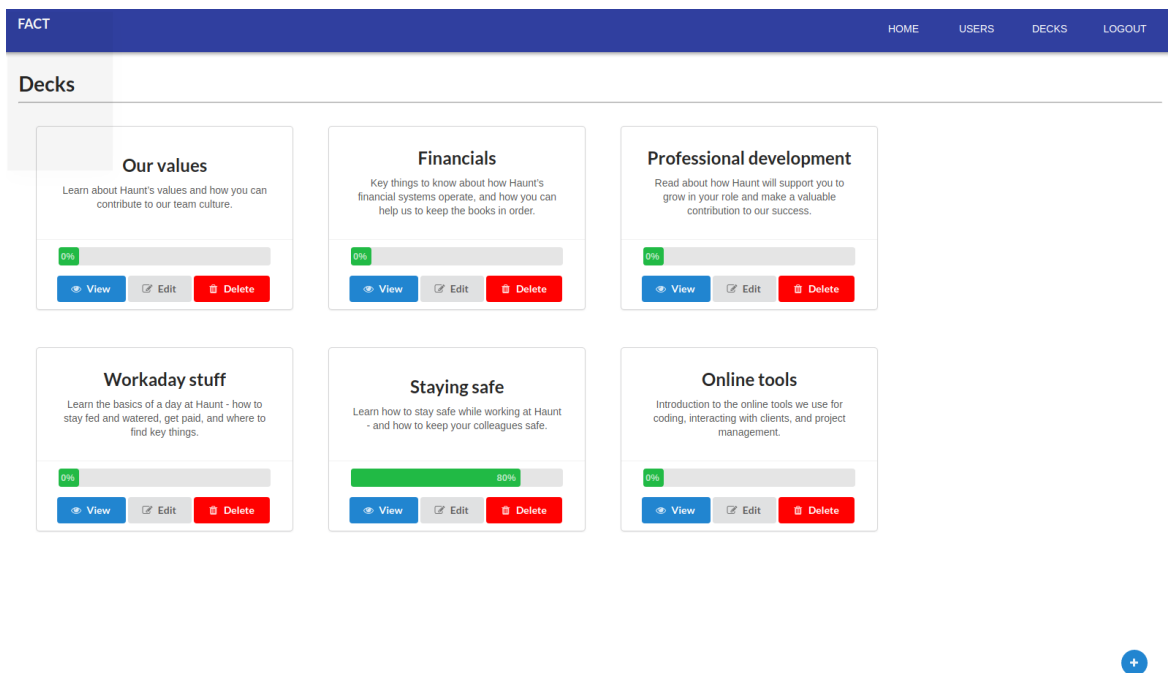 FACT
HOME USERS DECKS LOGOUT
Decks
Our values
Learn about Haunt's values and how you can
contribute to our team culture.
0%
View Edit Delete
Financials
Key things to know about how Haunt's
financial systems operate, and how you can
help us to keep the books in order.
0%
View Edit Delete
Professional development
Read about how Haunt will support you to
grow in your role and make a valuable
contribution to our success.
0%
View Edit Delete
Workaday stuff
Learn the basics of a day at Haunt - how to
stay fed and watered, get paid, and where to
find key things.
0%
View Edit Delete
Staying safe
Learn how to stay safe while working at Haunt
- and how to keep your colleagues safe.
80%
View Edit Delete
Online tools
Introduction to the online tools we use for
coding, interacting with clients, and project
management.
0%
View Edit Delete
+